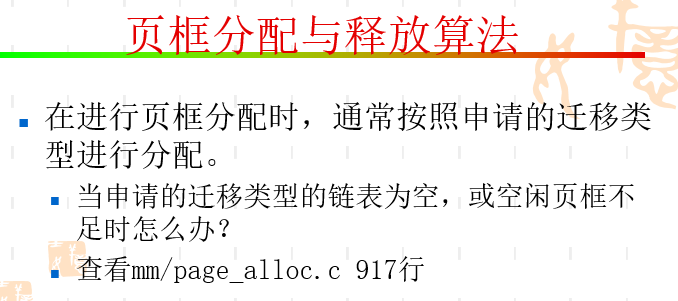 页框分配与释放算法
在进行页框分配时，通常按照申请的迁移类
型进行分配。
当申请的迁移类型的链表为空，或空闲页框不
足时怎么办？
查看mm/page_alloc.c 917行